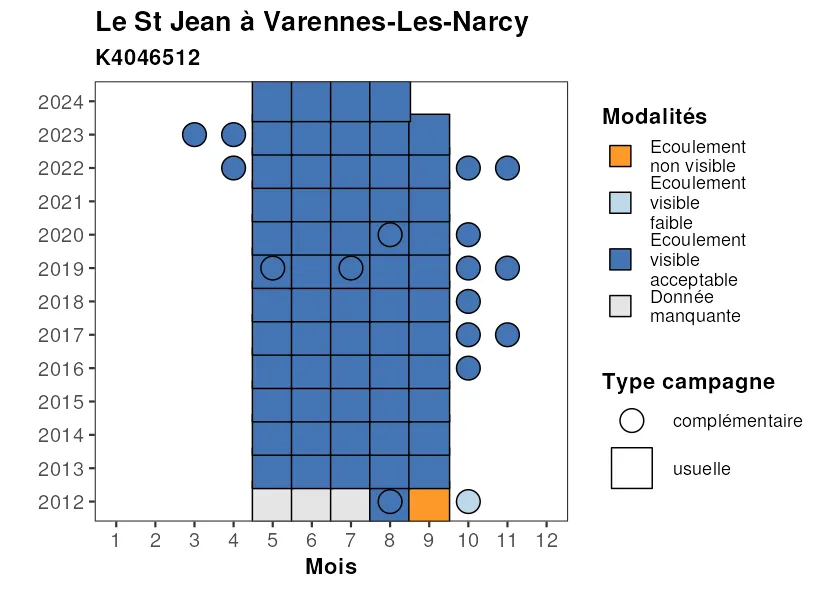 Le St Jean à Varennes-Les-Narcy
K4046512
2024
2023
2022
2021
2020
2019
2018
2017
2016
2015
2014
2013
2012
1 2 3 4 5 6 7 8 9 10 11 12
Mois
Modalités
Ecoulement
non visible
Ecoulement
visible
faible
Ecoulement
visible
acceptable
Donnée
manquante
Type campagne
complémentaire
usuelle